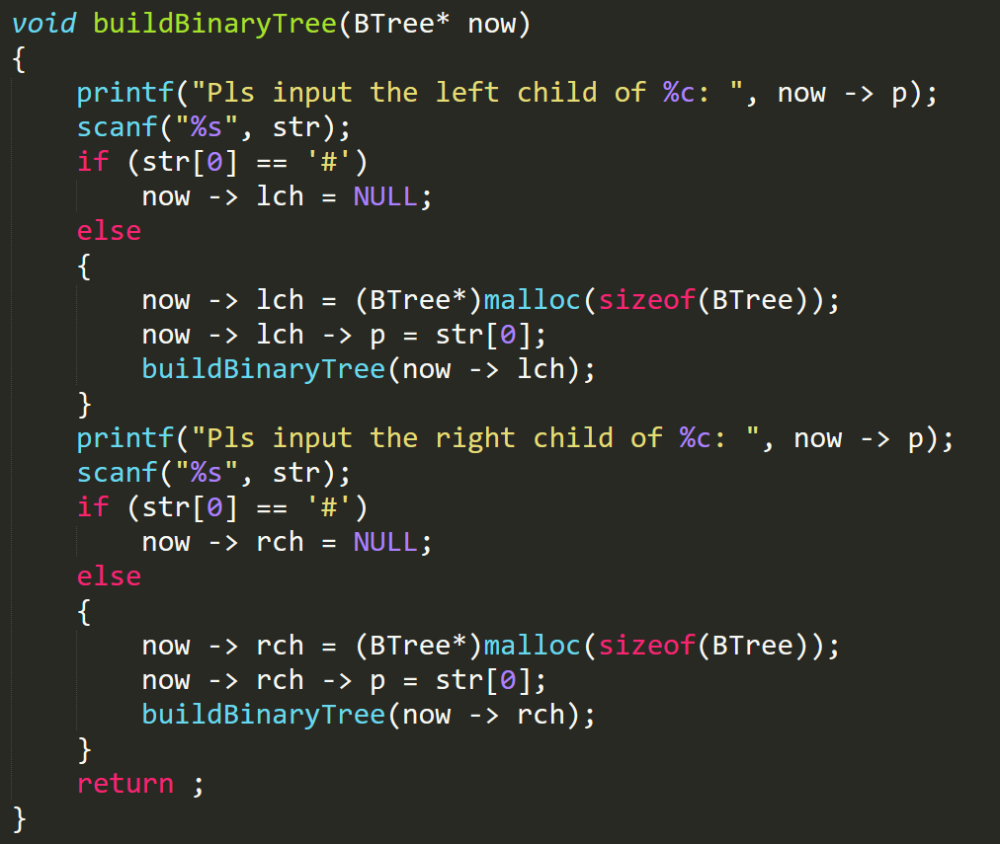 void buildBinaryTree(BTree* now)
{
    printf("Pls input the left child of %c: ", now -> p);
    scanf("%s", str);
    if (str[0] == '#')
        now -> lch = NULL;
    else
    {
        now -> lch = (BTree*)malloc(sizeof(BTree));
        now -> lch -> p = str[0];
        buildBinaryTree(now -> lch);
    }
    printf("Pls input the right child of %c: ", now -> p);
    scanf("%s", str);
    if (str[0] == '#')
        now -> rch = NULL;
    else
    {
        now -> rch = (BTree*)malloc(sizeof(BTree));
        now -> rch -> p = str[0];
        buildBinaryTree(now -> rch);
    }
    return ;
}